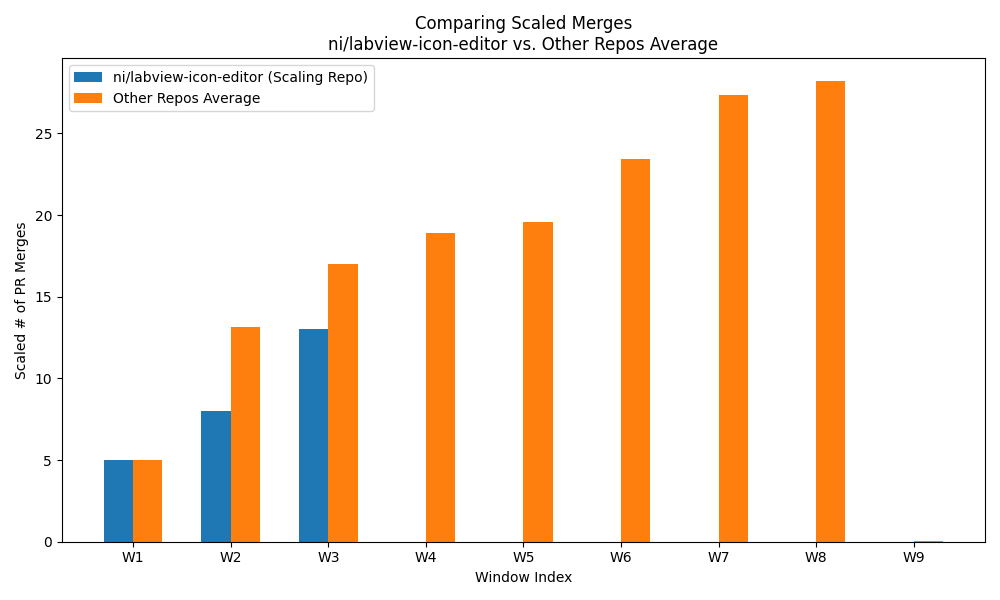 Comparing Scaled Merges
ni/labview-icon-editor vs. Other Repos Average
ni/labview-icon-editor (Scaling Repo)
Other Repos Average
Scaled # of PR Merges
25
20
15
10
5
0
W1 W2 W3 W4 W5 W6 W7 W8 W9
Window Index